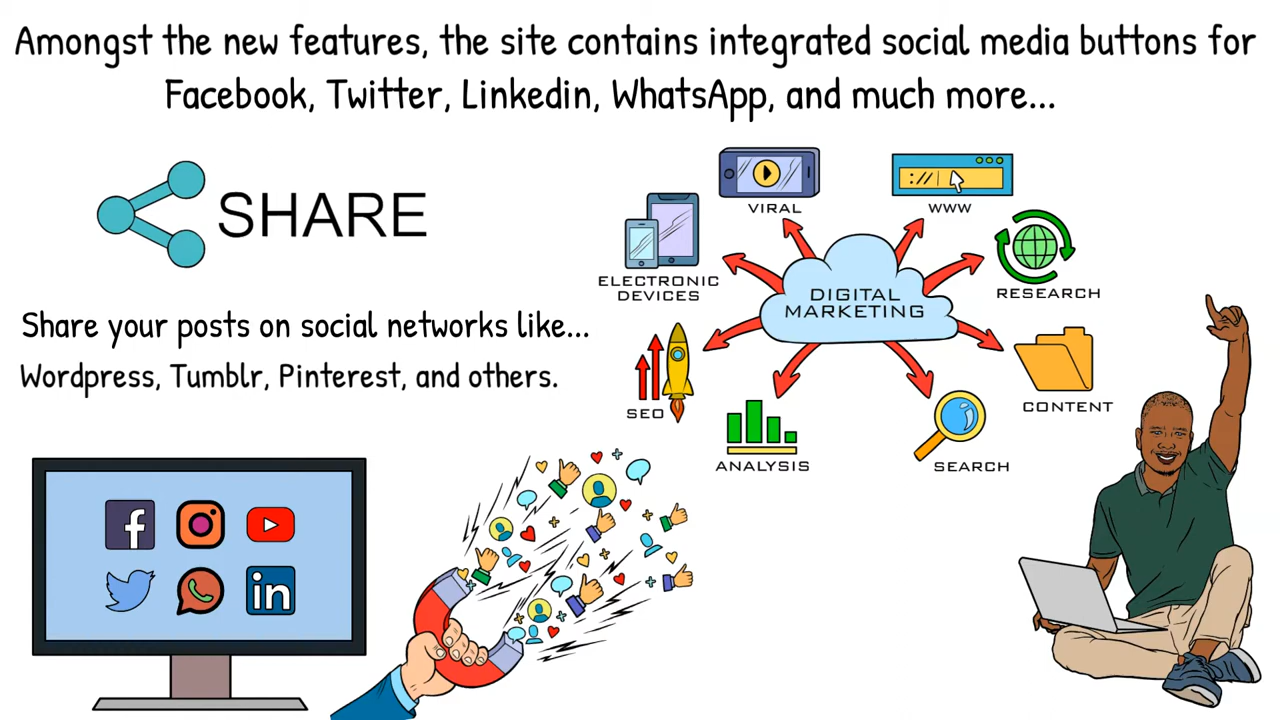 Amongst the new features, the site contains integrated social media buttons for
Facebook, Twitter, Linkedin, WhatsApp, and much more...
SHARE
Share your posts on social networks like...
Wordpress, Tumblr, Pinterest, and others.
VIRAL
WWW
://
ELECTRONIC
DEVICES
RESEARCH
DIGITAL
MARKETING
SEO
CONTENT
ANALYSIS
SEARCH
f
in